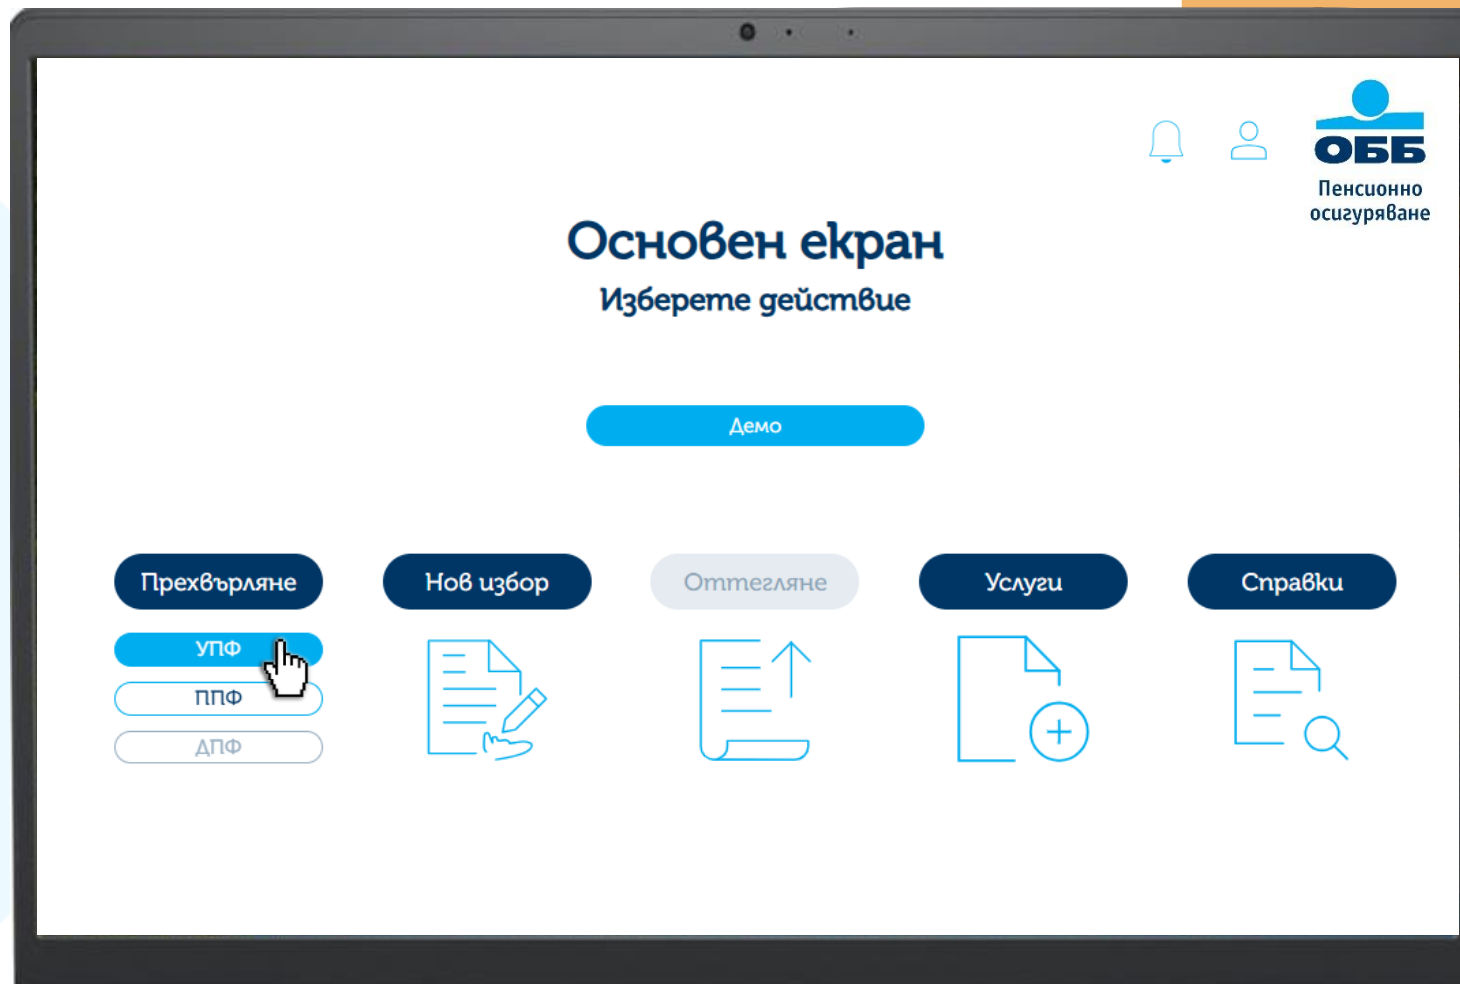 ОББ
Пенсионно
осигуряване
Основен екран
Изберете действие
Демо
Прехвърляне
Нов избор
Оттегляне
Услуги
Справки
УПФ
ППФ
ДПФ